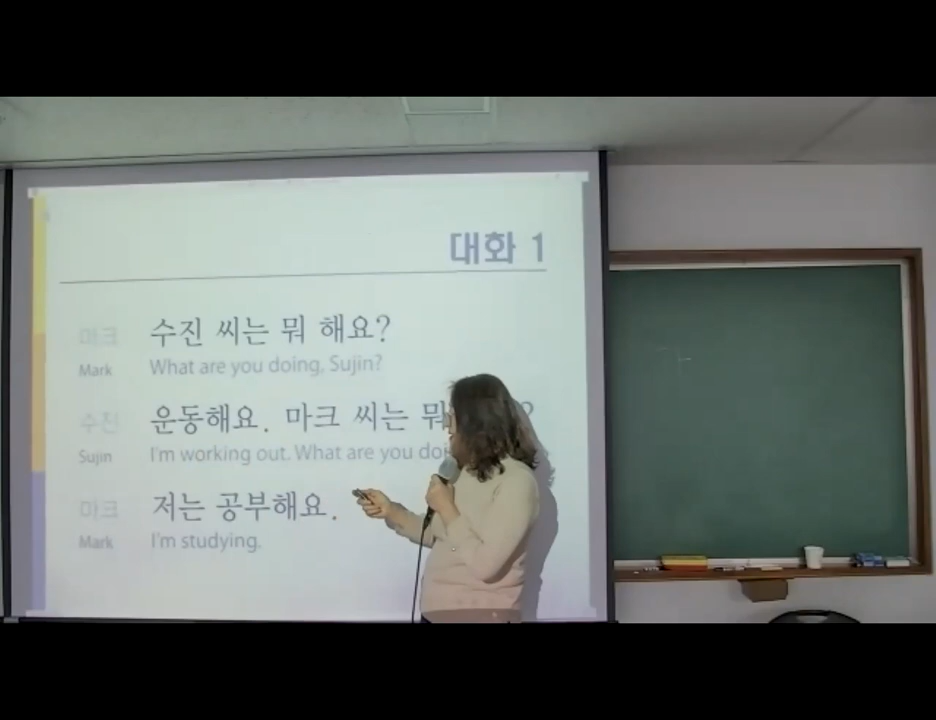 대화 1
마크 수진 씨는 뭐 해요?
Mark What are you doing, Sujin?
수진 운동해요. 마크 씨는 뭐 ?
Sujin I'm working out. What are you
마크 저는 공부해요.
Mark I'm studying.